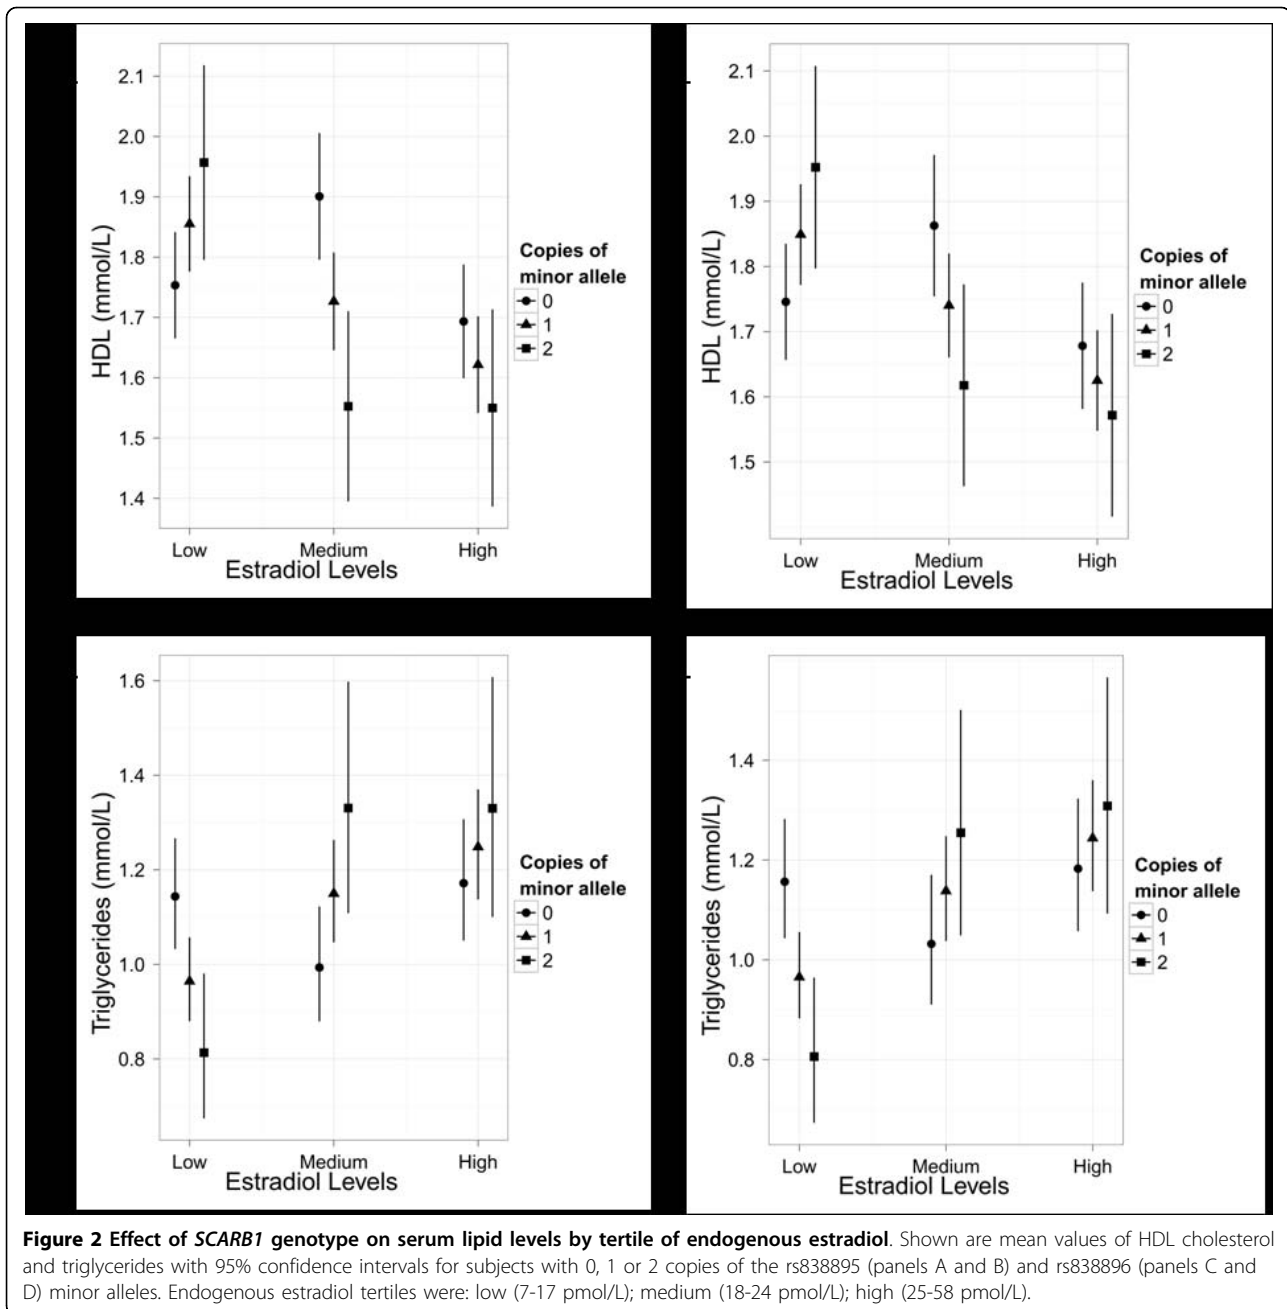 2.1
2.0
1.9
1.8
1.7
1.6
1.5
1.4
HDL (mmol/L)
Low Medium High
Estradiol Levels
Copies of
minor allele
0
1
2
2.1
2.0
1.9
1.8
1.7
1.6
1.5
HDL (mmol/L)
Low Medium High
Estradiol Levels
Copies of
minor allele
0
1
2
1.6
1.4
1.2
1.0
0.8
Triglycerides (mmol/L)
Low Medium High
Estradiol Levels
Copies of
minor allele
0
1
2
1.4
1.2
1.0
0.8
Triglycerides (mmol/L)
Low Medium High
Estradiol Levels
Copies of
minor allele
0
1
2
Figure 2 Effect of SCARB1 genotype on serum lipid levels by tertile of endogenous estradiol. Shown are mean values of HDL cholesterol
and triglycerides with 95% confidence intervals for subjects with 0, 1 or 2 copies of the rs838895 (panels A and B) and rs838896 (panels C and
D) minor alleles. Endogenous estradiol tertiles were: low (7-17 pmol/L); medium (18-24 pmol/L); high (25-58 pmol/L).